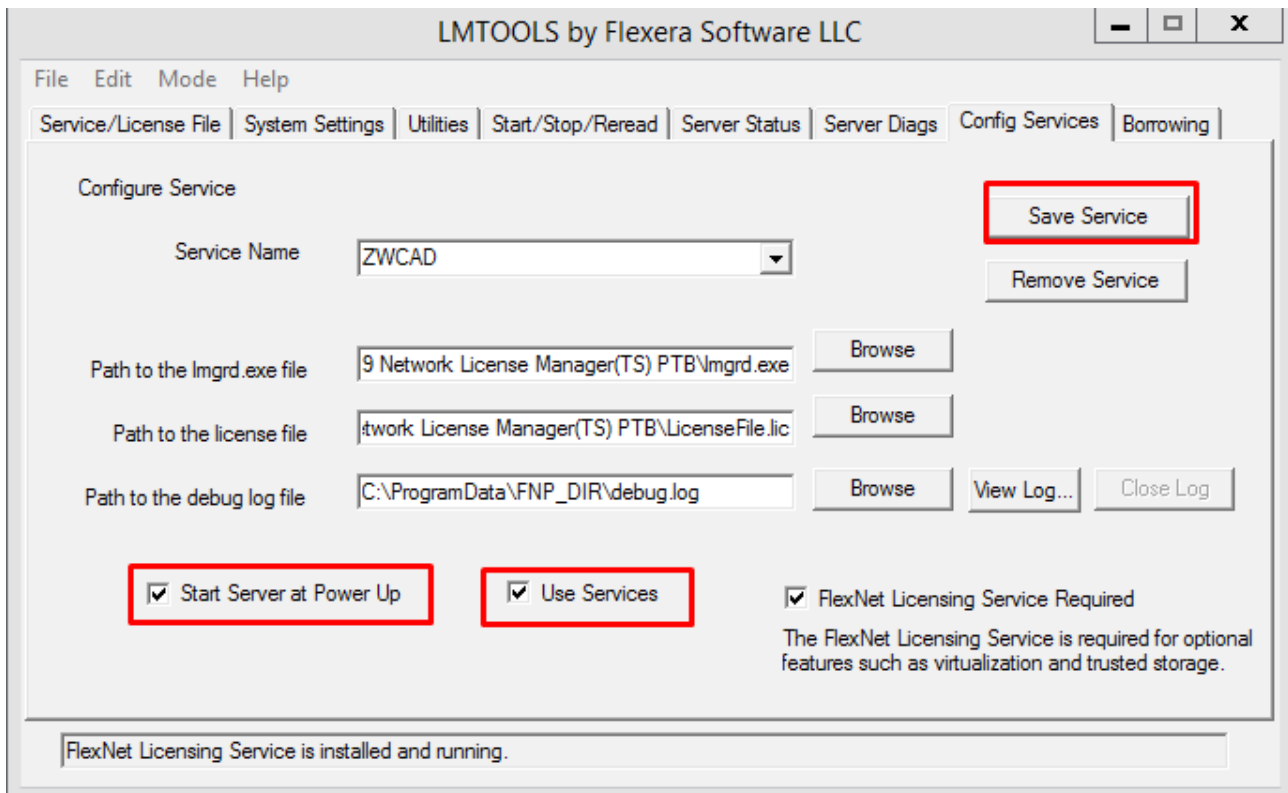 LMTOOLS by Flexera Software LLC
File Edit Mode Help
Service/License File System Settings Utilities Start/Stop/Reread Server Status Server Diags Config Services Borrowing
Configure Service
Save Service
Service Name ZWCAD
Remove Service
Path to the lmgrd.exe file 9 Network License Manager(TS) PTB\lmgrd.exe Browse
Path to the license file twork License Manager(TS) PTB\LicenseFile.lic Browse
Path to the debug log file C:\ProgramData\FNP_DIR\debug.log Browse View Log... Close Log
Start Server at Power Up Use Services FlexNet Licensing Service Required
The FlexNet Licensing Service is required for optional
features such as virtualization and trusted storage.
FlexNet Licensing Service is installed and running.